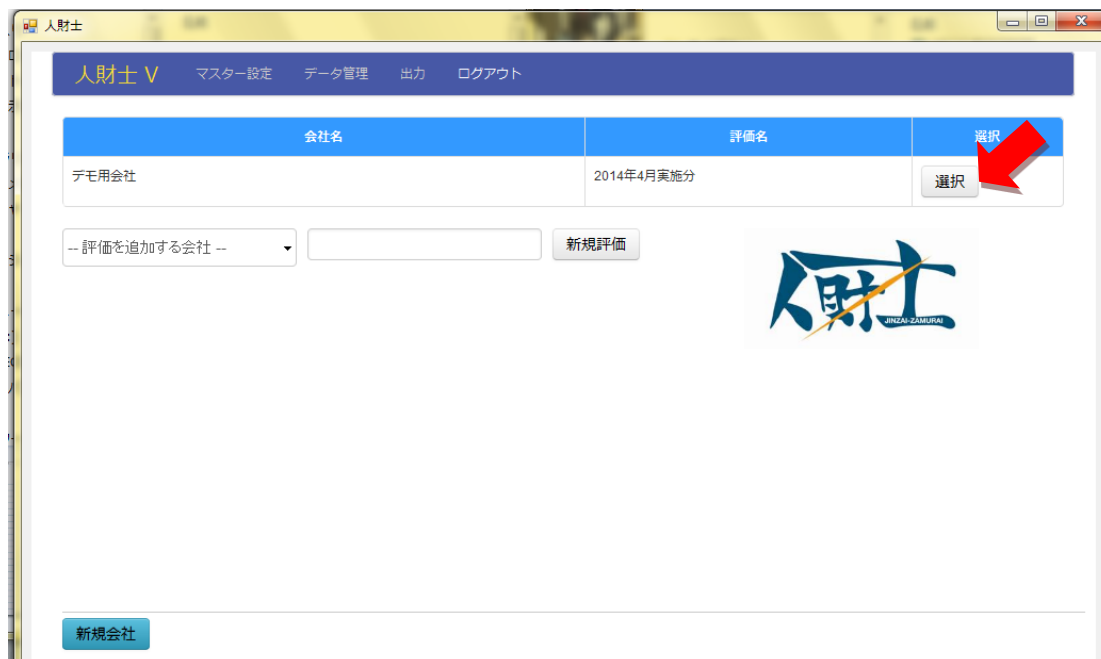 人財士
人財士 V マスター設定 データ管理 出力 ログアウト
会社名 評価名 選択
デモ用会社 2014年4月実施分 選択
-- 評価を追加する会社 -- 新規評価
人財士
JINZAI-ZAMURAI
新規会社